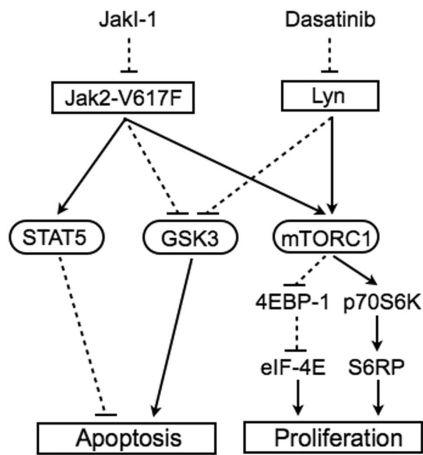 JakI-1 Dasatinib
Jak2-V617F Lyn
STAT5 GSK3 mTORC1
4EBP-1 p70S6K
eIF-4E S6RP
Apoptosis Proliferation